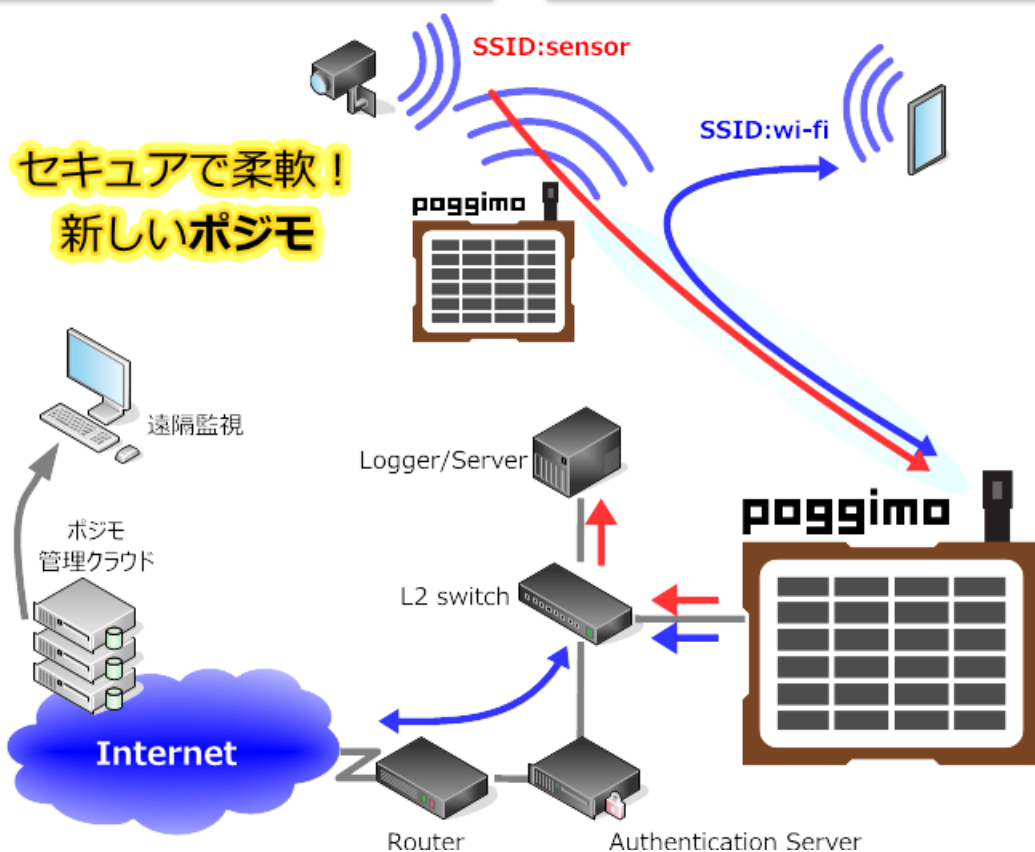 SSID:sensor
SSID:wi-fi
セキュアで柔軟！
新しいポジモ
poggimo
遠隔監視
Logger/Server
poggimo
ポジモ
管理クラウド
L2 switch
Internet
Router
Authentication Server